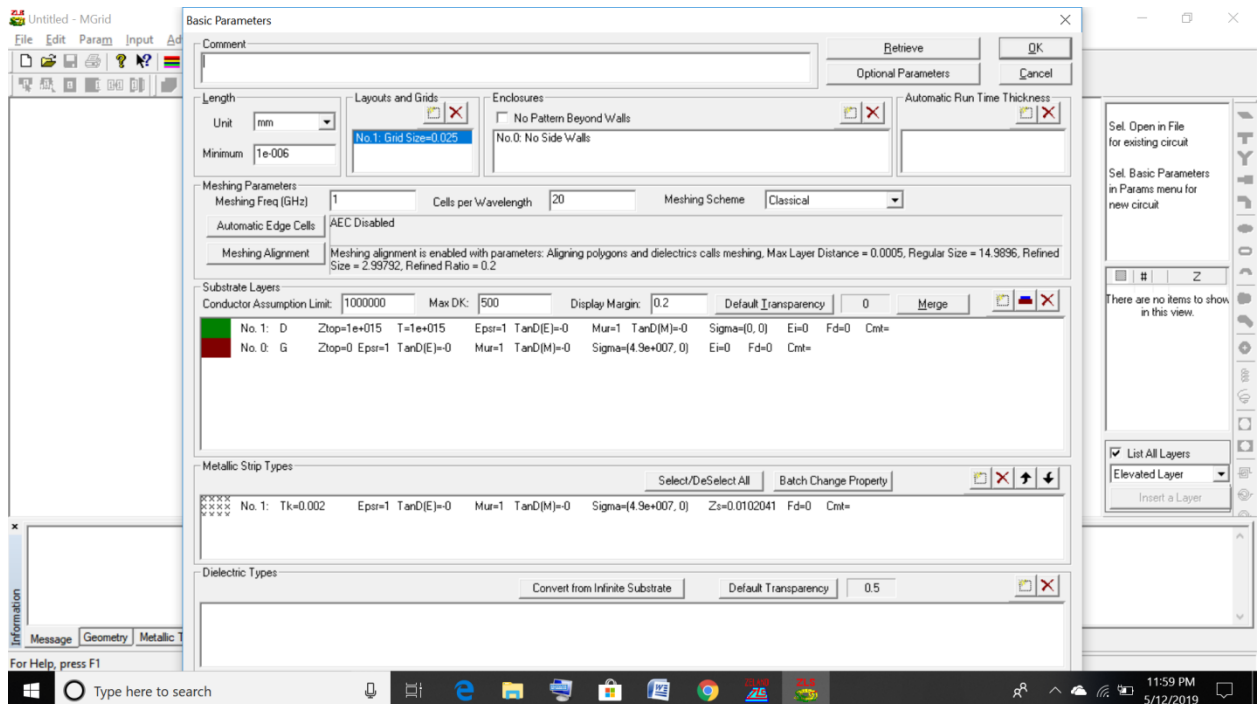 Untitled - MGrid
File Edit Param Input Ad
Basic Parameters
Comment
Retrieve
OK
Optional Parameters
Cancel
Length
Unit mm
Minimum 1e-006
Layouts and Grids
No.1: Grid Size=0.025
Enclosures
No Pattern Beyond Walls
No.0: No Side Walls
Automatic Run Time Thickness
Meshing Parameters
Meshing Freq (GHz) 1 Cells per Wavelength 20 Meshing Scheme Classical
Automatic Edge Cells AEC Disabled
Meshing Alignment Meshing alignment is enabled with parameters: Aligning polygons and dielectrics calls meshing, Max Layer Distance = 0.0005, Regular Size = 14.9896, Refined
Size = 2.99792, Refined Ratio = 0.2
Substrate Layers
Conductor Assumption Limit: 1000000 Max DK: 500 Display Margin: 0.2 Default Transparency 0 Merge
No. 1: D Ztop=1e+015 T=1e+015 Epsr=1 TanD(E)=-0 Mur=1 TanD(M)=-0 Sigma=(0, 0) Ei=0 Fd=0 Cmt=
No. 0: G Ztop=0 Epsr=1 TanD(E)=-0 Mur=1 TanD(M)=-0 Sigma=(4.9e+007, 0) Ei=0 Fd=0 Cmt=
Metallic Strip Types
Select/DeSelect All Batch Change Property
No. 1: Tk=0.002 Epsr=1 TanD(E)=-0 Mur=1 TanD(M)=-0 Sigma=(4.9e+007, 0) Zs=0.0102041 Fd=0 Cmt=
Dielectric Types
Convert from Infinite Substrate Default Transparency 0.5
Sel. Open in File
for existing circuit
Sel. Basic Parameters
in Params menu for
new circuit
# Z
There are no items to show
in this view.
List All Layers
Elevated Layer
Insert a Layer
Information
Message Geometry Metallic T
For Help, press F1
Type here to search
11:59 PM
5/12/2019